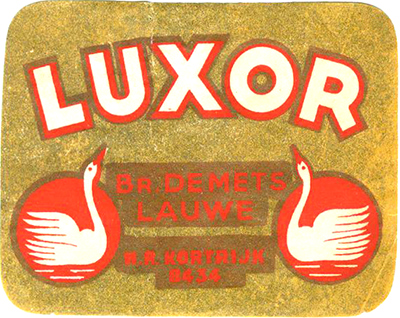 LUXOR
BR. DEMETS
LAUWE
R.R. KORTRIJK
8434